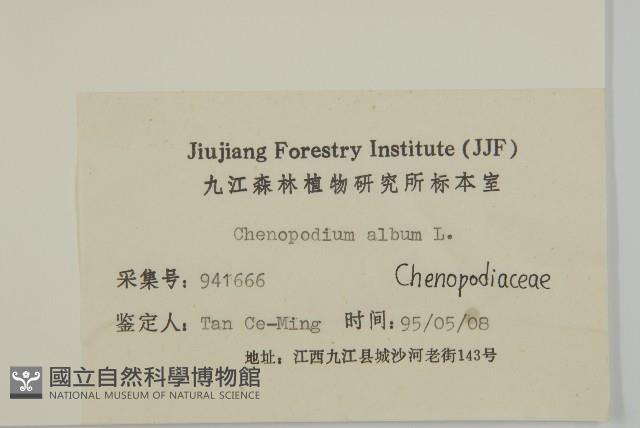 Jiujiang Forestry Institute (JJF)
九江森林植物研究所标本室
Chenopodium album L.
采集号: 941666 Chenopodiaceae
鉴定人: Tan Ce-Ming 时间: 95/05/08
地址: 江西九江县城沙河老街143号
國立自然科學博物館
NATIONAL MUSEUM OF NATURAL SCIENCE